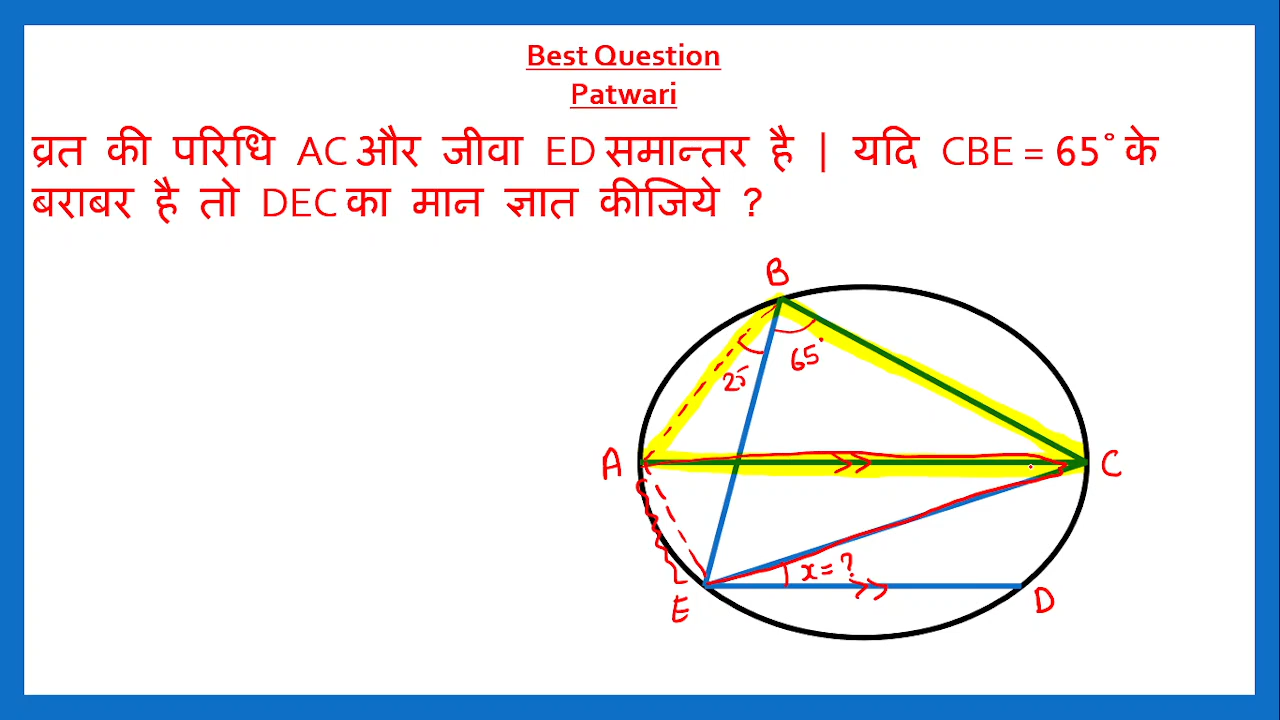 Best Question
Patwari
व्रत की परिधि AC और जीवा ED समान्तर है | यदि CBE = 65° के
बराबर है तो DEC का मान ज्ञात कीजिये ?
B
25 65°
A C
x = ?
E D